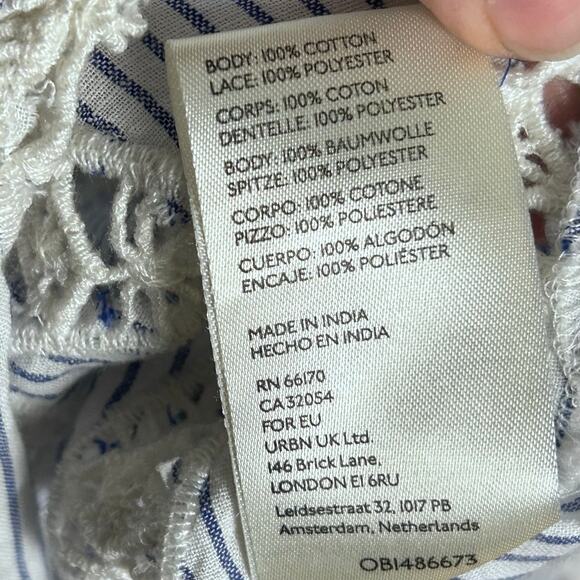 BODY: 100% COTTON
LACE: 100% POLYESTER
CORPS: 100% COTON
DENTELLE: 100% POLYESTER
BODY: 100% BAUMWOLLE
SPITZE: 100% POLYESTER
CORPO: 100% COTONE
PIZZO: 100% POLIESTERE
CUERPO: 100% ALGODÓN
ENCAJE: 100% POLIÉSTER
MADE IN INDIA
HECHO EN INDIA
RN 66170
CA 32054
FOR EU
URBN UK Ltd.
146 Brick Lane,
LONDON E1 6RU
Leidsestraat 32, 1017 PB
Amsterdam, Netherlands
OB1486673